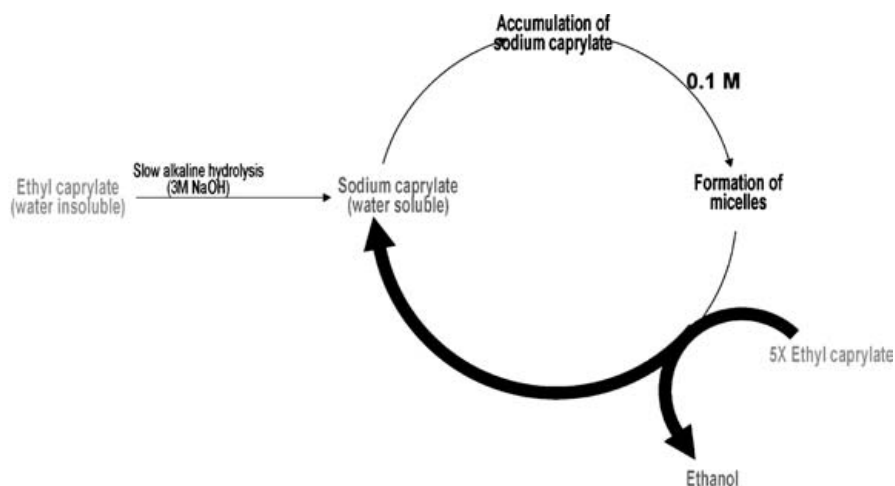 Accumulation of
sodium caprylate
0.1 M
Slow alkaline hydrolysis
(3M NaOH)
Ethyl caprylate
(water insoluble)
Sodium caprylate
(water soluble)
Formation of
micelles
5X Ethyl caprylate
Ethanol